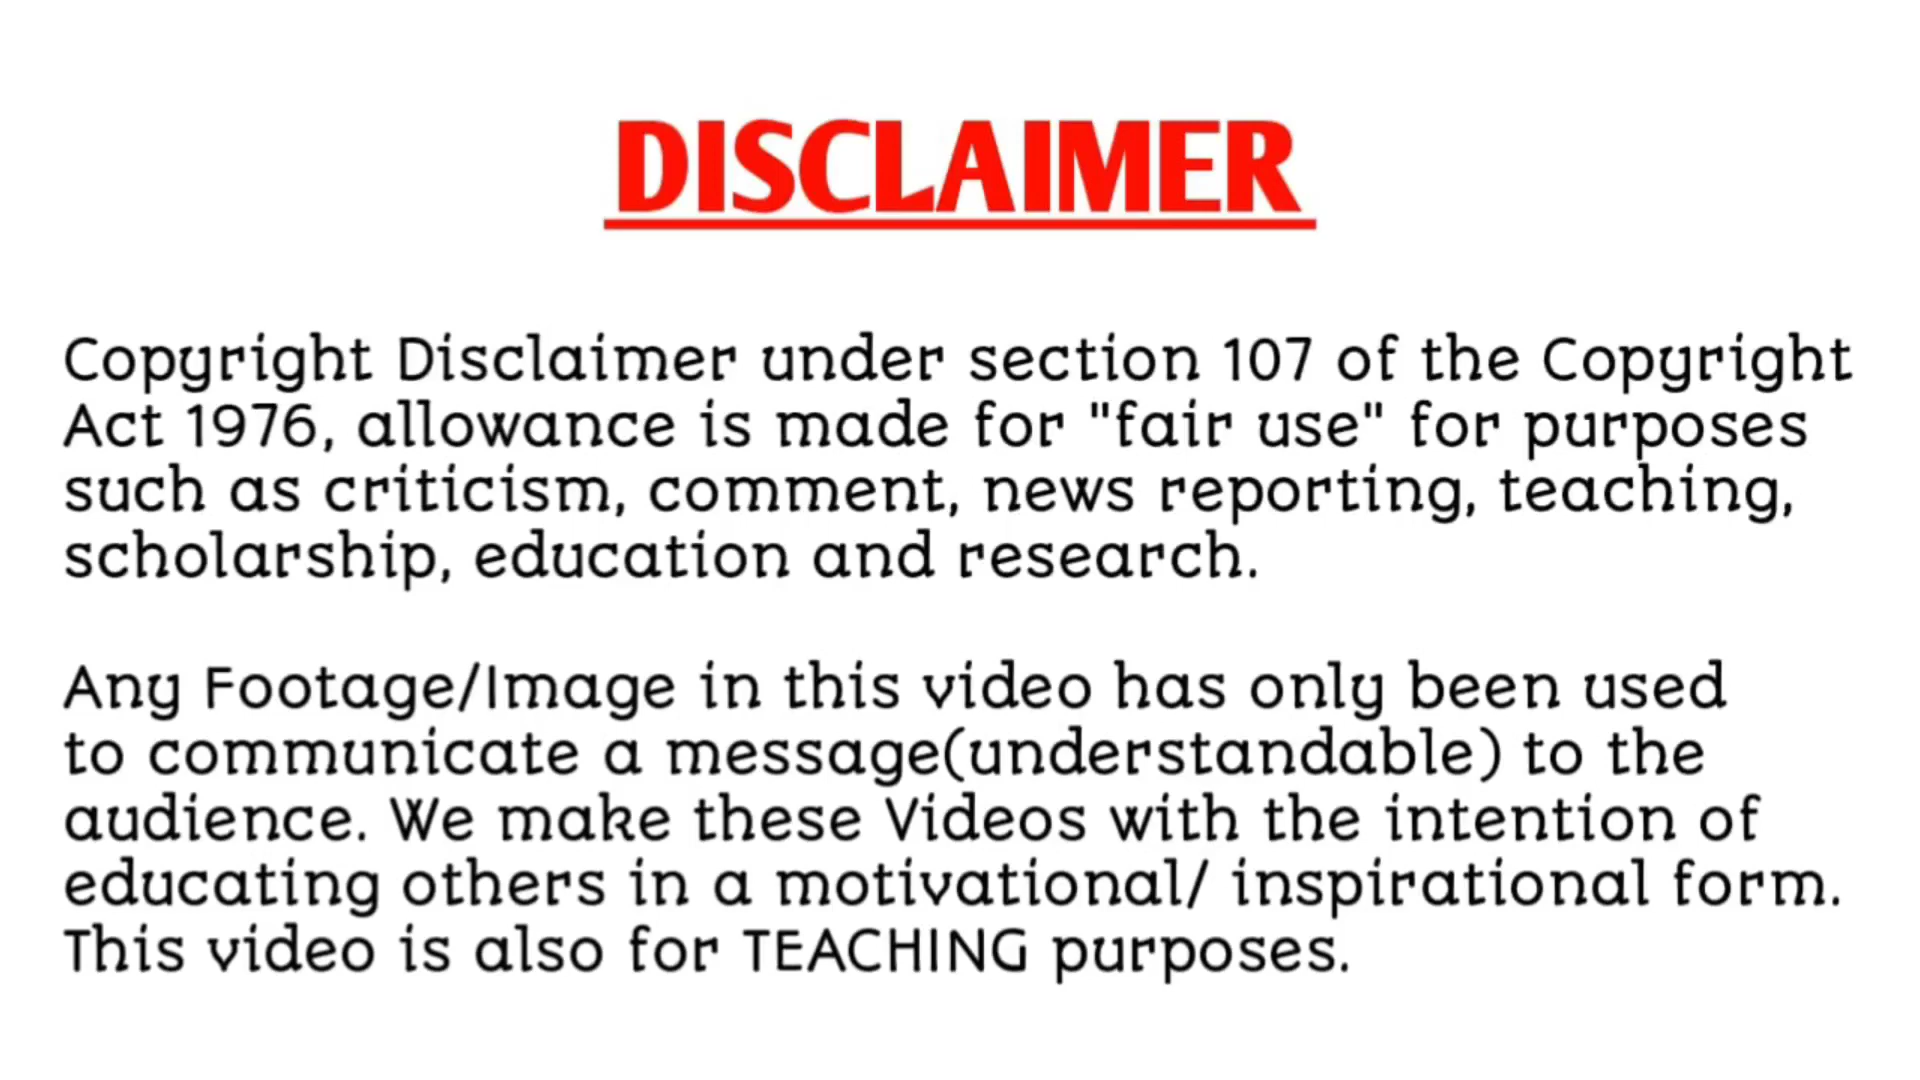 DISCLAIMER
Copyright Disclaimer under section 107 of the Copyright
Act 1976, allowance is made for "fair use" for purposes
such as criticism, comment, news reporting, teaching,
scholarship, education and research.
Any Footage/Image in this video has only been used
to communicate a message(understandable) to the
audience. We make these Videos with the intention of
educating others in a motivational/ inspirational form.
This video is also for TEACHING purposes.